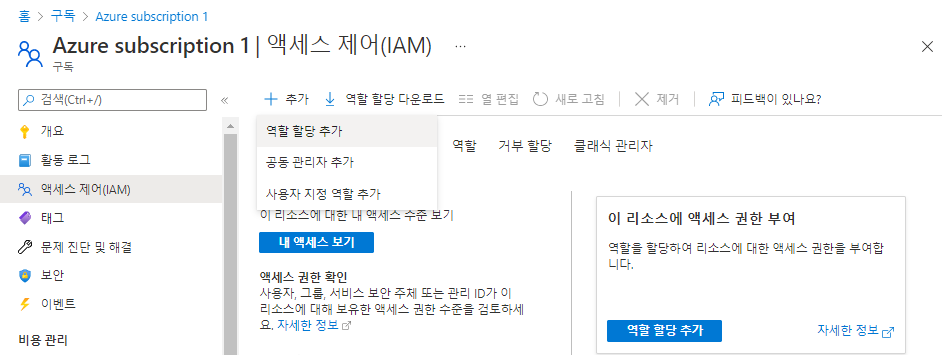 홈 > 구독 > Azure subscription 1
Azure subscription 1 | 액세스 제어(IAM) ...
구독
검색(Ctrl+/) «
+ 추가 역할 할당 다운로드 열 편집 새로 고침 제거 피드백이 있나요?
개요
활동 로그
액세스 제어(IAM)
태그
문제 진단 및 해결
보안
이벤트
비용 관리
역할 할당 추가
공동 관리자 추가
사용자 지정 역할 추가
역할 거부 할당 클래식 관리자
이 리소스에 대한 내 액세스 수준 보기
내 액세스 보기
액세스 권한 확인
사용자, 그룹, 서비스 보안 주체 또는 관리 ID가 이
리소스에 대해 보유한 액세스 권한 수준을 검토하세
요. 자세한 정보
이 리소스에 액세스 권한 부여
역할을 할당하여 리소스에 대한 액세스 권한을 부여합
니다.
역할 할당 추가 자세한 정보